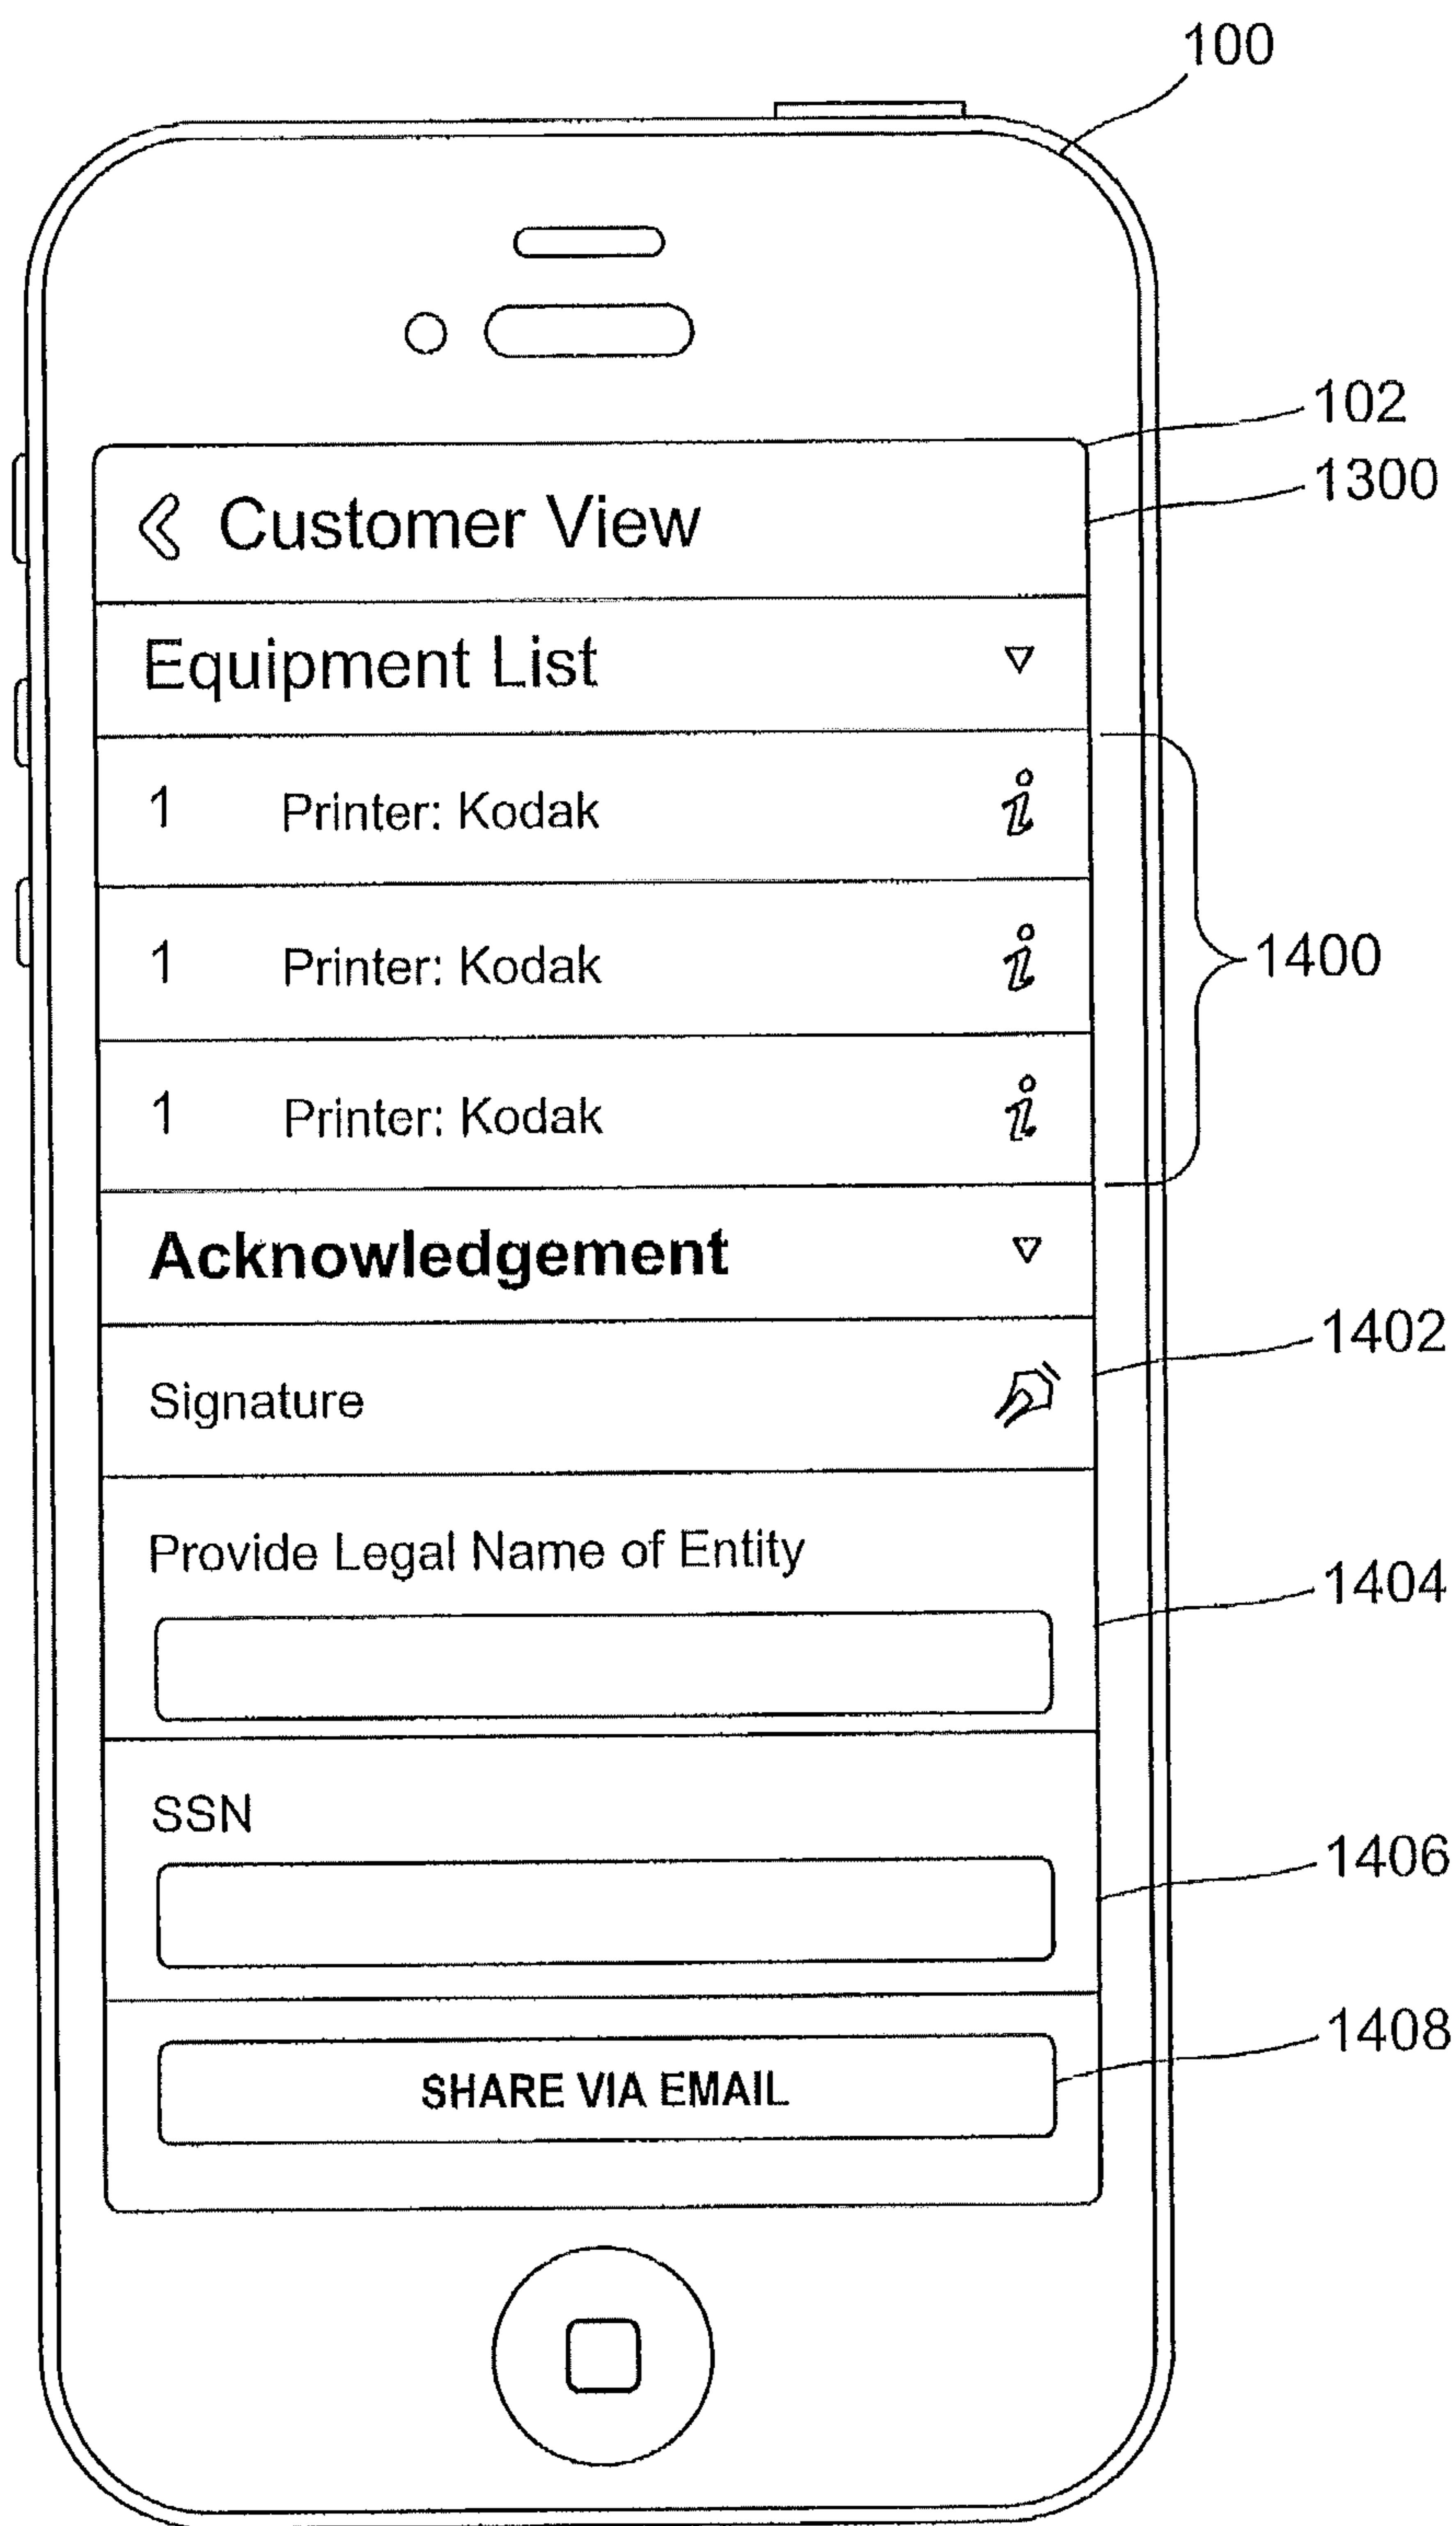 100
102
Customer View
1300
Equipment List
1 Printer: Kodak
1 Printer: Kodak
1400
1 Printer: Kodak
Acknowledgement
1402
Signature
Provide Legal Name of Entity
1404
SSN
1406
1408
SHARE VIA EMAIL